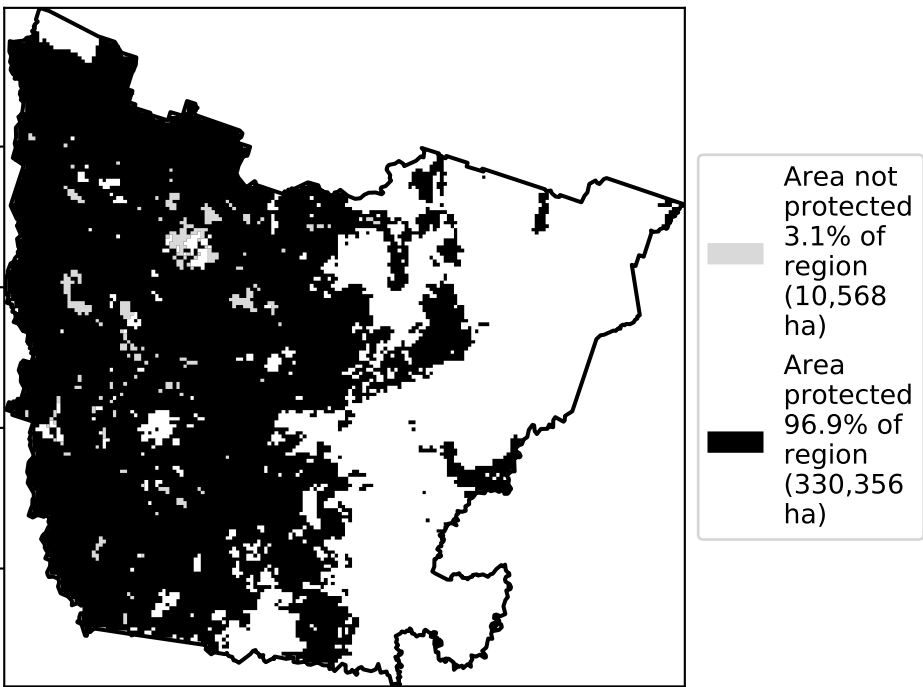 Area not
protected
3.1% of
region
(10,568
ha)
Area
protected
96.9% of
region
(330,356
ha)